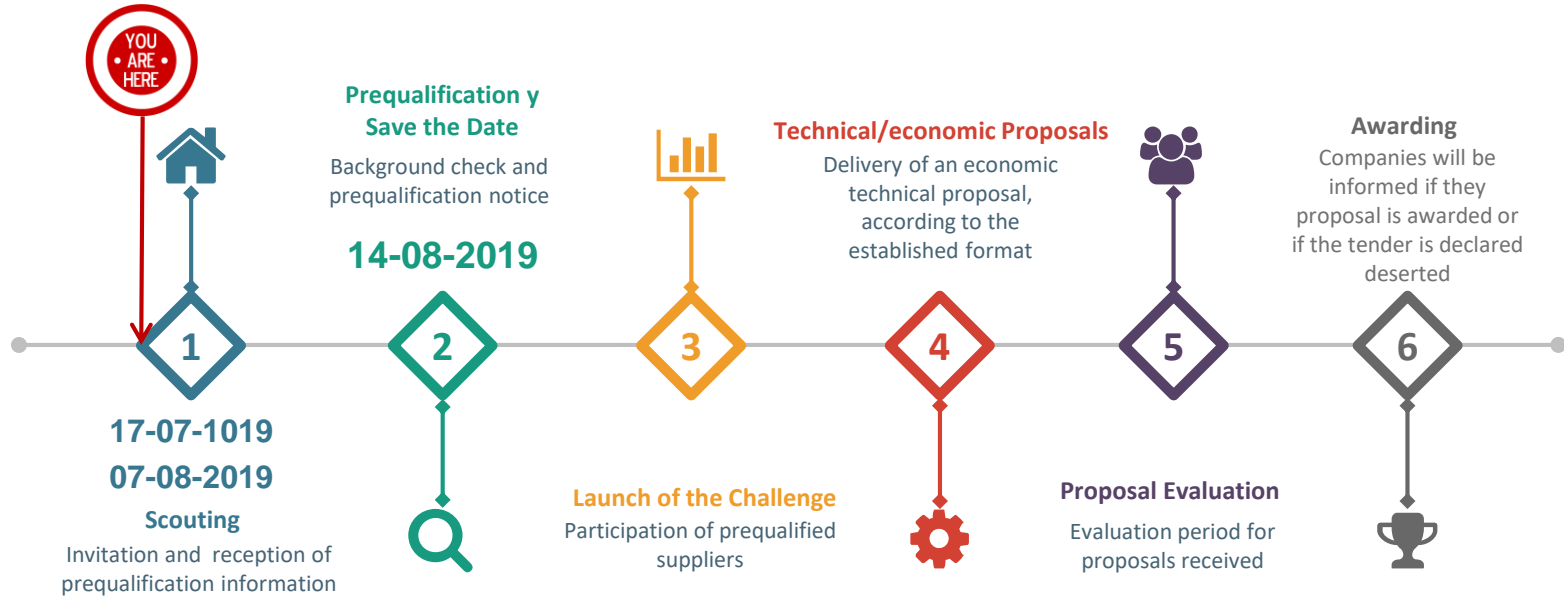 YOU
• ARE •
HERE
1
17-07-1019
07-08-2019
Scouting
Invitation and reception of
prequalification information
Prequalification y
Save the Date
Background check and
prequalification notice
14-08-2019
2
3
Launch of the Challenge
Participation of prequalified
suppliers
Technical/economic Proposals
Delivery of an economic
technical proposal,
according to the
established format
4
5
Proposal Evaluation
Evaluation period for
proposals received
Awarding
Companies will be
informed if they
proposal is awarded or
if the tender is declared
deserted
6